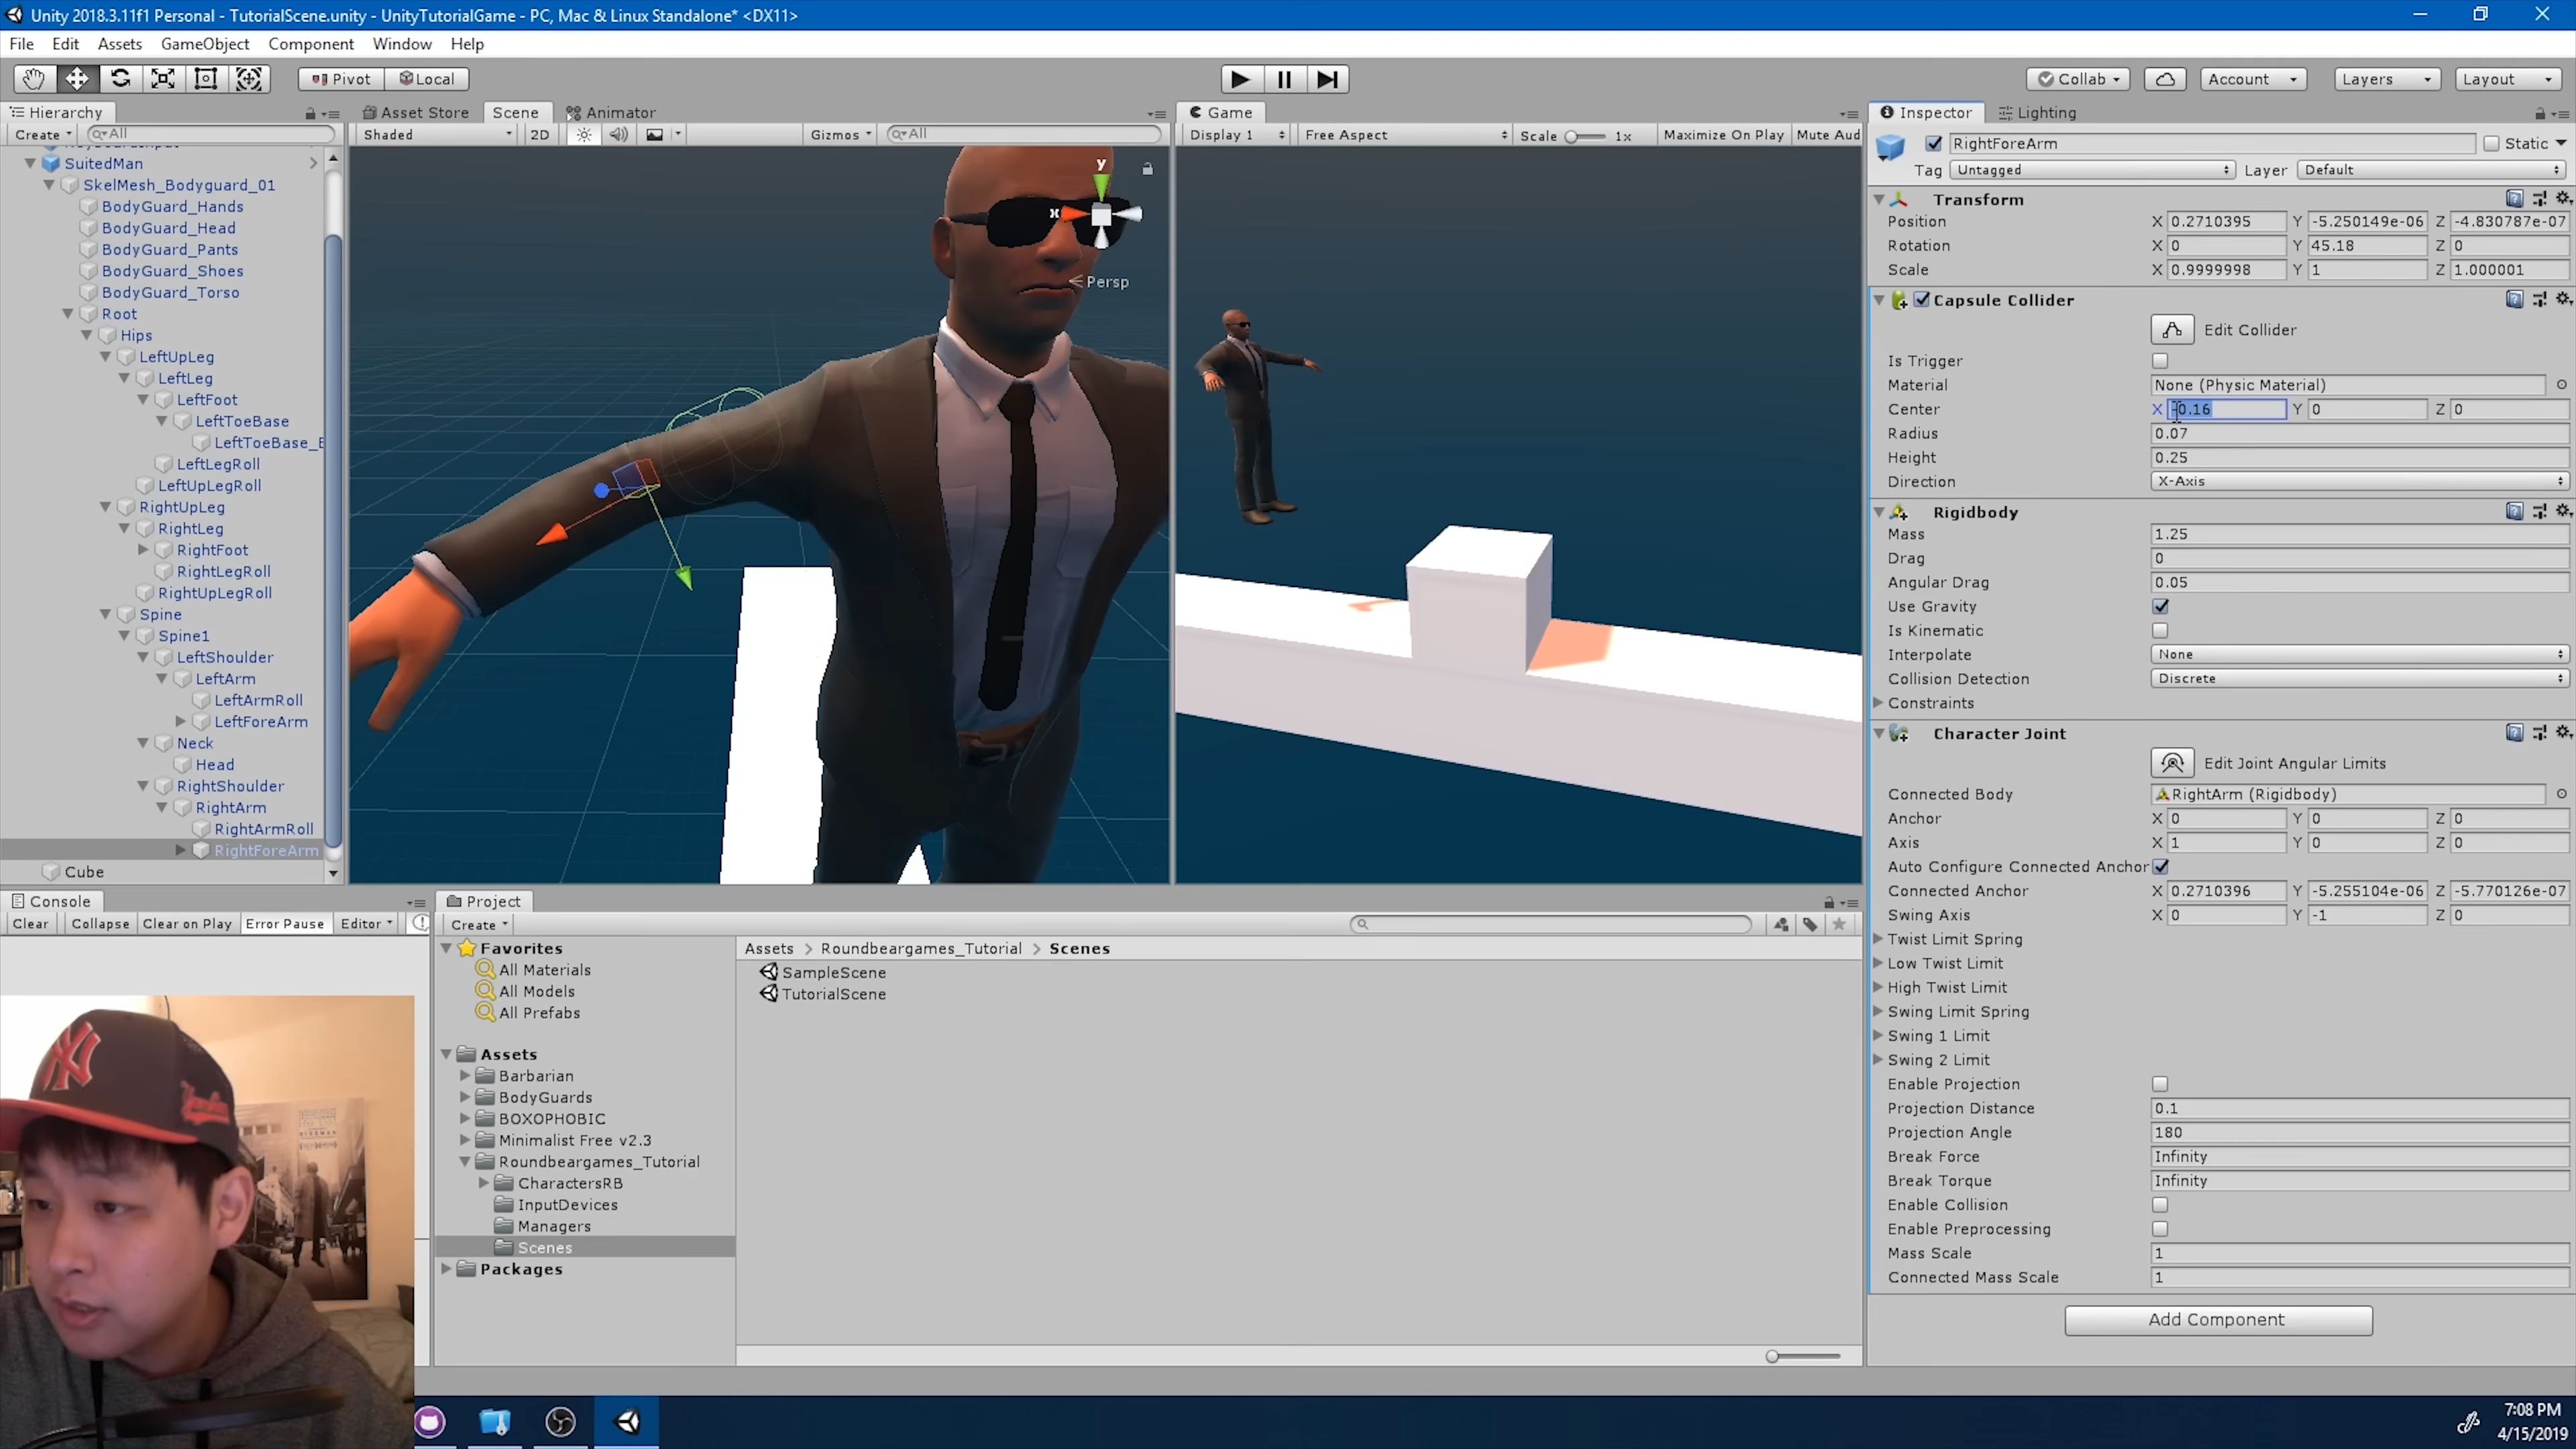 Unity 2018.3.11f1 Personal - TutorialScene.unity - UnityTutorialGame - PC, Mac & Linux Standalone* <DX11>
File Edit Assets GameObject Component Window Help
Pivot Local Collab Account Layers Layout
Hierarchy
Create All
SuitedMan
SkelMesh_Bodyguard_01
BodyGuard_Hands
BodyGuard_Head
BodyGuard_Pants
BodyGuard_Shoes
BodyGuard_Torso
Root
Hips
LeftUpLeg
LeftLeg
LeftFoot
LeftToeBase
LeftToeBase_E
LeftLegRoll
LeftUpLegRoll
RightUpLeg
RightLeg
RightFoot
RightLegRoll
RightUpLegRoll
Spine
Spine1
LeftShoulder
LeftArm
LeftArmRoll
LeftForeArm
Neck
Head
RightShoulder
RightArm
RightArmRoll
RightForeArm
Cube
Asset Store Scene Animator
Shaded 2D Gizmos All
y
x
Persp
Game
Display 1 Free Aspect Scale 1x Maximize On Play Mute Aud
Inspector Lighting
RightForeArm Static
Tag Untagged Layer Default
Transform
Position X 0.2710395 Y -5.250149e-06 Z -4.830787e-07
Rotation X 0 Y 45.18 Z 0
Scale X 0.9999998 Y 1 Z 1.000001
Capsule Collider
Edit Collider
Is Trigger
Material None (Physic Material)
Center X -0.16 Y 0 Z 0
Radius 0.07
Height 0.25
Direction X-Axis
Rigidbody
Mass 1.25
Drag 0
Angular Drag 0.05
Use Gravity
Is Kinematic
Interpolate None
Collision Detection Discrete
Constraints
Character Joint
Edit Joint Angular Limits
Connected Body RightArm (Rigidbody)
Anchor X 0 Y 0 Z 0
Axis X 1 Y 0 Z 0
Auto Configure Connected Anchor
Connected Anchor X 0.2710396 Y -5.255104e-06 Z -5.770126e-07
Swing Axis X 0 Y -1 Z 0
Twist Limit Spring
Low Twist Limit
High Twist Limit
Swing Limit Spring
Swing 1 Limit
Swing 2 Limit
Enable Projection
Projection Distance 0.1
Projection Angle 180
Break Force Infinity
Break Torque Infinity
Enable Collision
Enable Preprocessing
Mass Scale 1
Connected Mass Scale 1
Add Component
Console
Clear Collapse Clear on Play Error Pause Editor
Project
Create
Favorites
All Materials
All Models
All Prefabs
Assets
Barbarian
BodyGuards
BOXOPHOBIC
Minimalist Free v2.3
Roundbeargames_Tutorial
CharactersRB
InputDevices
Managers
Scenes
Packages
Assets > Roundbeargames_Tutorial > Scenes
SampleScene
TutorialScene
NY
7:08 PM
4/15/2019